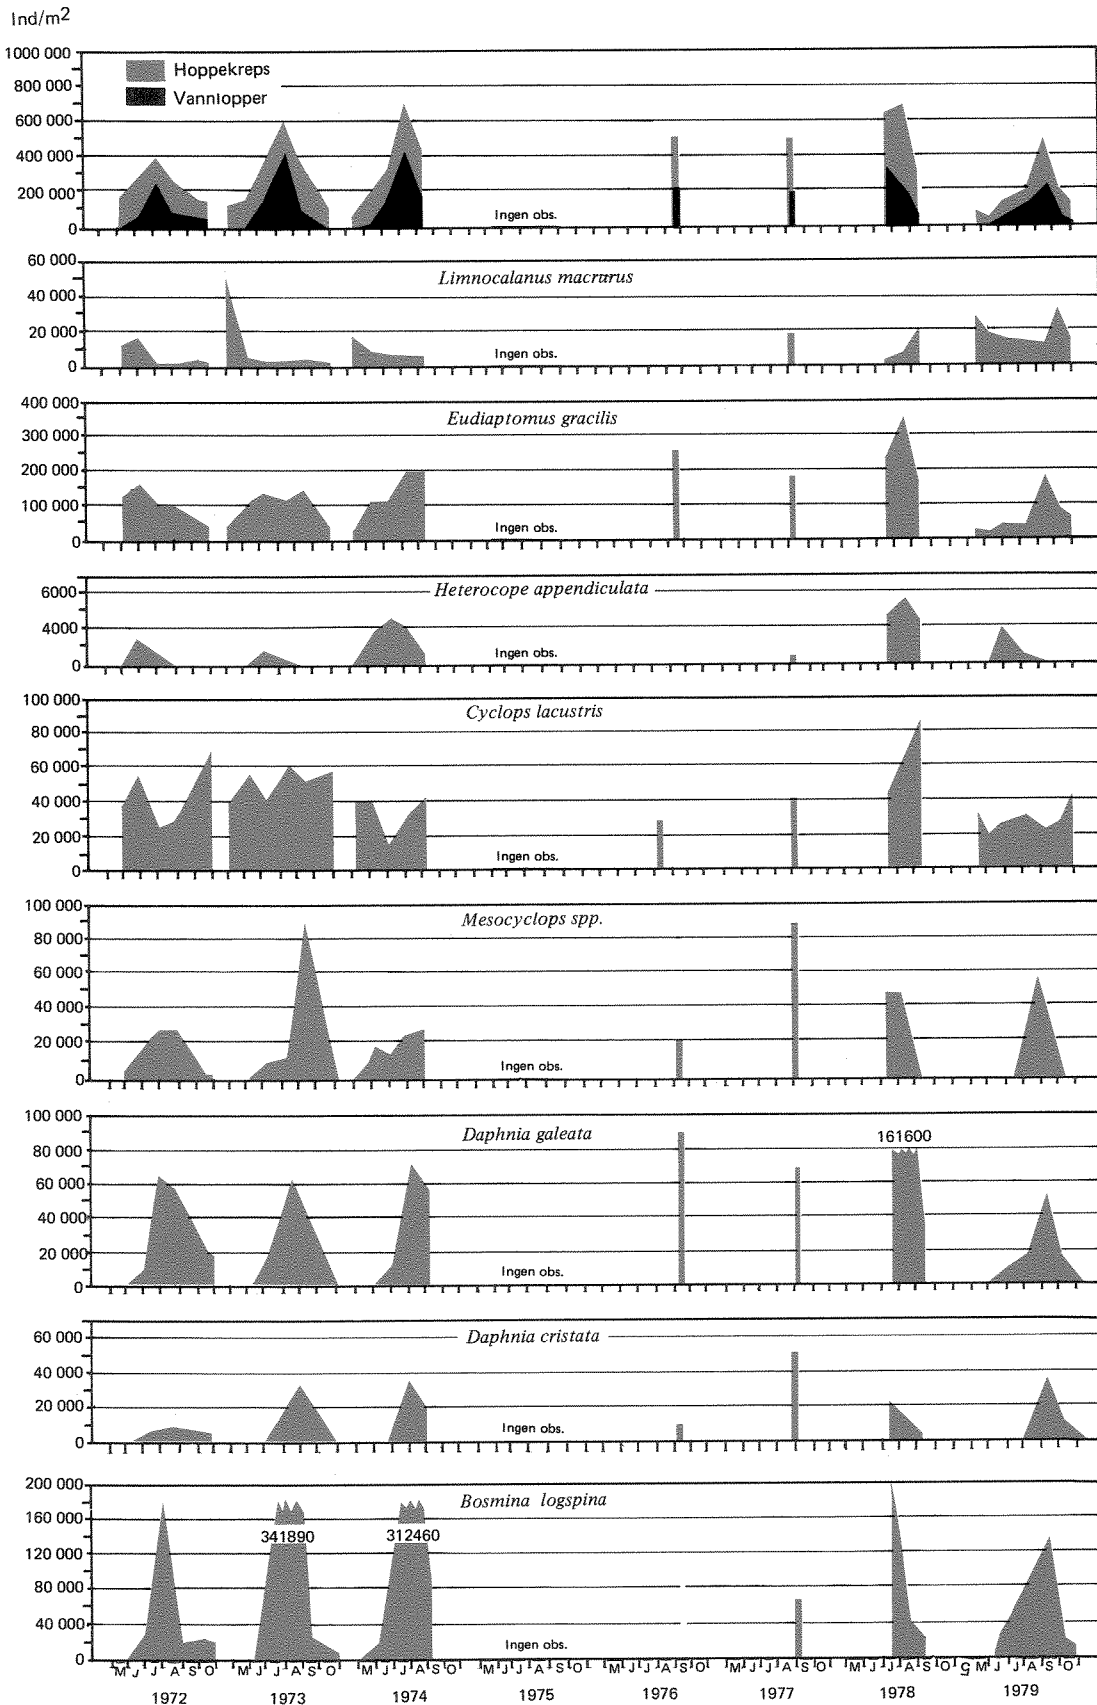 Ind/m2
1000 000
800 000
600 000
400 000
200 000
0
Hoppekreps
Vannlopper
Ingen obs.
60 000
40 000
20 000
0
Limnocalanus macrurus
Ingen obs.
400 000
300 000
200 000
100 000
0
Eudiaptomus gracilis
Ingen obs.
6000
4000
0
Heterocope appendiculata
Ingen obs.
100 000
80 000
60 000
40 000
20 000
0
Cyclops lacustris
Ingen obs.
100 000
80 000
60 000
40 000
20 000
0
Mesocyclops spp.
Ingen obs.
100 000
80 000
60 000
40 000
20 000
0
Daphnia galeata
161600
Ingen obs.
60 000
40 000
20 000
0
Daphnia cristata
Ingen obs.
200 000
160 000
120 000
80 000
40 000
0
Bosmina logspina
341890
312460
Ingen obs.
M J J A S O M J J A S O M J J A S O M J J A S O M J J A S O M J J A S O M J J A S O M J J A S O
1972 1973 1974 1975 1976 1977 1978 1979